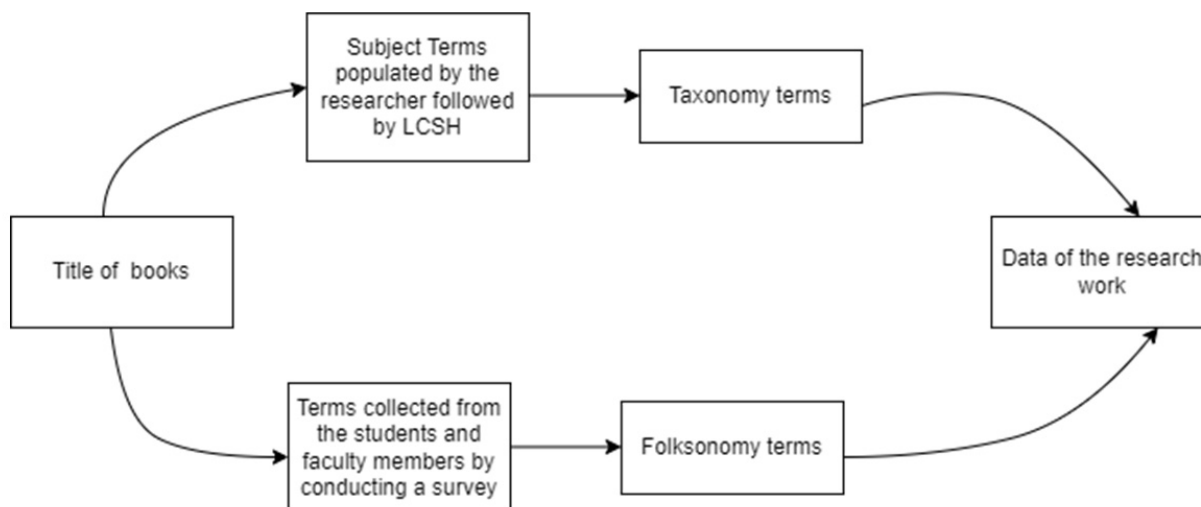 Subject Terms
populated by the
researcher followed
by LCSH
Taxonomy terms
Title of books
Data of the research
work
Terms collected from
the students and
faculty members by
conducting a survey
Folksonomy terms